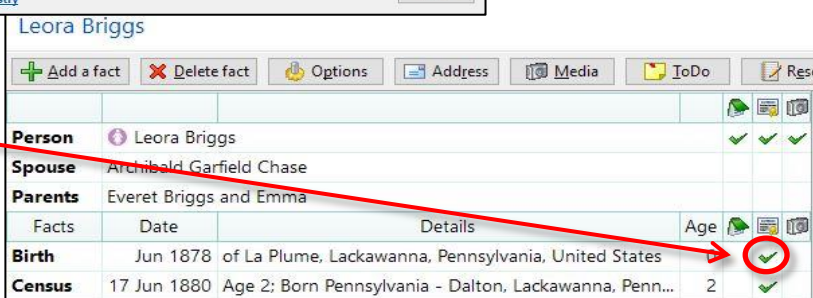 Leora Briggs
Add a fact Delete fact Options Address Media ToDo
Person Leora Briggs
Spouse Archibald Garfield Chase
Parents Everet Briggs and Emma
Facts Date Details Age
Birth Jun 1878 of La Plume, Lackawanna, Pennsylvania, United States 0
Census 17 Jun 1880 Age 2; Born Pennsylvania - Dalton, Lackawanna, Penn... 2